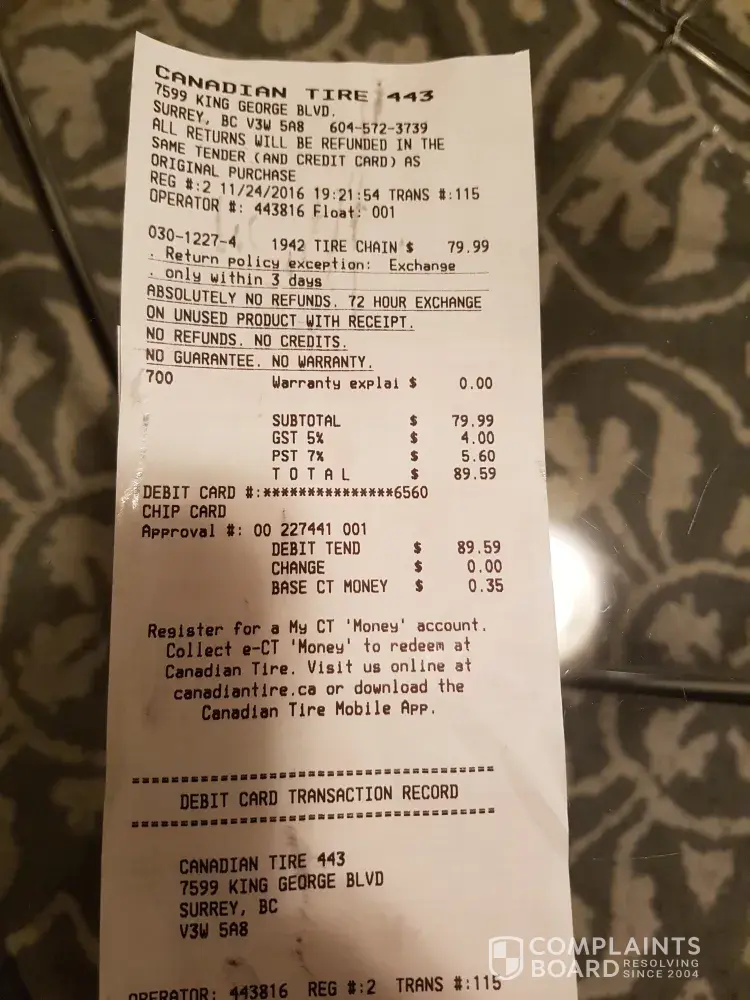 CANADIAN TIRE 443
7599 KING GEORGE BLVD.
SURREY, BC V3W 5A8 604-572-3739
ALL RETURNS WILL BE REFUNDED IN THE
SAME TENDER (AND CREDIT CARD) AS
ORIGINAL PURCHASE
REG #:2 11/24/2016 19:21:54 TRANS #:115
OPERATOR #: 443816 Float: 001
030-1227-4 1942 TIRE CHAIN $ 79.99
. Return policy exception: Exchange
. only within 3 days
ABSOLUTELY NO REFUNDS. 72 HOUR EXCHANGE
ON UNUSED PRODUCT WITH RECEIPT.
NO REFUNDS. NO CREDITS.
NO GUARANTEE. NO WARRANTY.
700 Warranty explai $ 0.00
SUBTOTAL $ 79.99
GST 5% $ 4.00
PST 7% $ 5.60
T O T A L $ 89.59
DEBIT CARD #:***************6560
CHIP CARD
Approval #: 00 227441 001
DEBIT TEND $ 89.59
CHANGE $ 0.00
BASE CT MONEY $ 0.35
Register for a My CT 'Money' account.
Collect e-CT 'Money' to redeem at
Canadian Tire. Visit us online at
canadiantire.ca or download the
Canadian Tire Mobile App.
========================================
DEBIT CARD TRANSACTION RECORD
========================================
CANADIAN TIRE 443
7599 KING GEORGE BLVD
SURREY, BC
V3W 5A8
OPERATOR: 443816 REG #:2 TRANS #:115
COMPLAINTS
BOARD RESOLVING
SINCE 2004